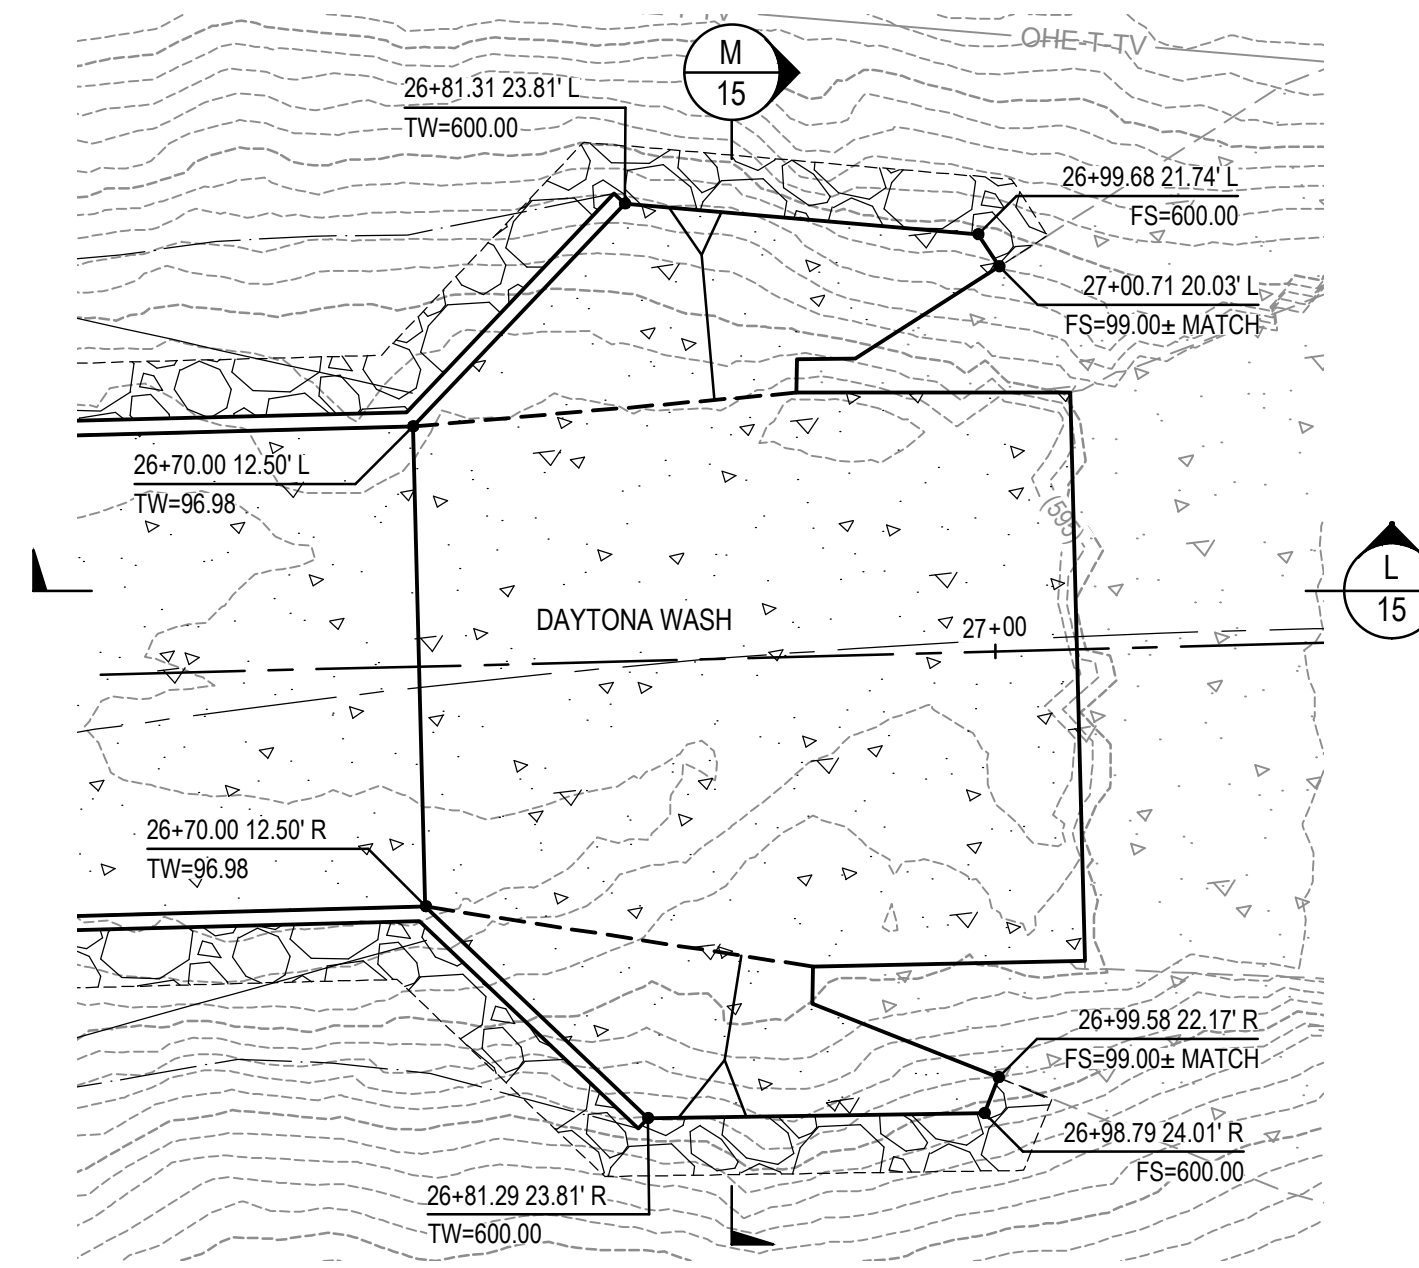 OHE-T-TV
M
15
26+81.31 23.81' L
TW=600.00
26+99.68 21.74' L
FS=600.00
27+00.71 20.03' L
FS=99.00± MATCH
26+70.00 12.50' L
TW=96.98
(595)
L
15
DAYTONA WASH
27+00
26+70.00 12.50' R
TW=96.98
26+99.58 22.17' R
FS=99.00± MATCH
26+98.79 24.01' R
FS=600.00
26+81.29 23.81' R
TW=600.00